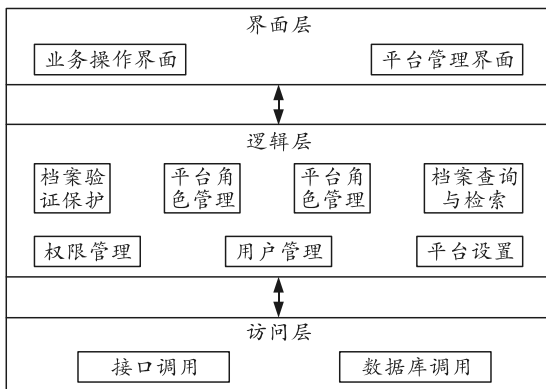 界面层
业务操作界面
平台管理界面
逻辑层
档案验
证保护
平台角
色管理
平台角
色管理
档案查询
与检索
权限管理
用户管理
平台设置
访问层
接口调用
数据库调用